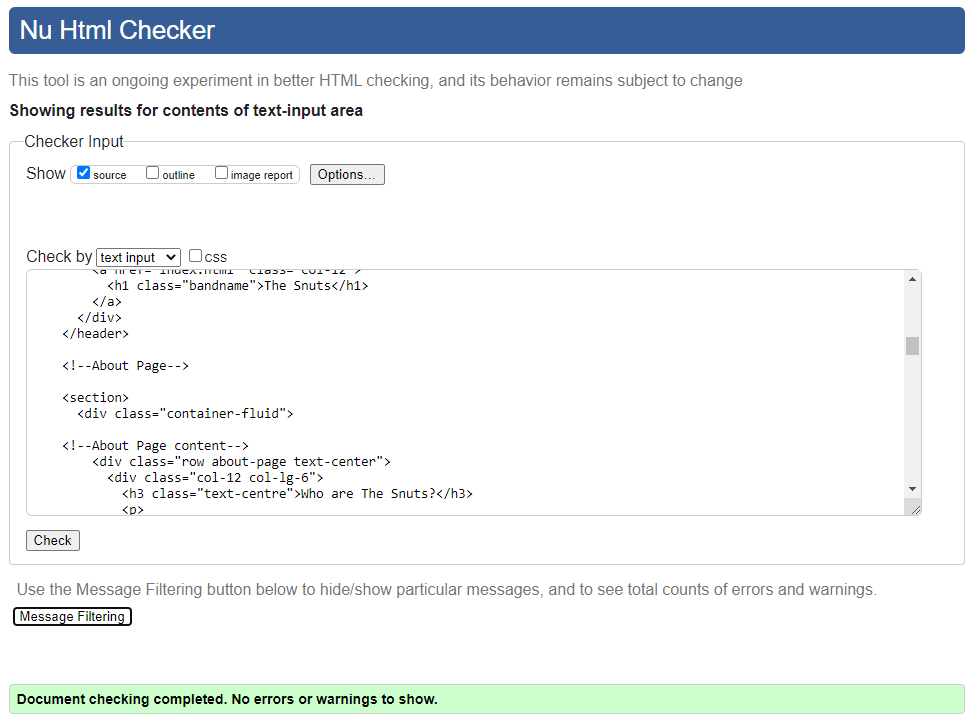 Nu Html Checker
This tool is an ongoing experiment in better HTML checking, and its behavior remains subject to change
Showing results for contents of text-input area
Checker Input
Show source outline image report Options...
Check by text input css
<a href="index.html" class="col-12">
<h1 class="bandname">The Snuts</h1>
</a>
</div>
</header>
<!--About Page-->
<section>
<div class="container-fluid">
<!--About Page content-->
<div class="row about-page text-center">
<div class="col-12 col-lg-6">
<h3 class="text-centre">Who are The Snuts?</h3>
<p>
Check
Use the Message Filtering button below to hide/show particular messages, and to see total counts of errors and warnings.
Message Filtering
Document checking completed. No errors or warnings to show.